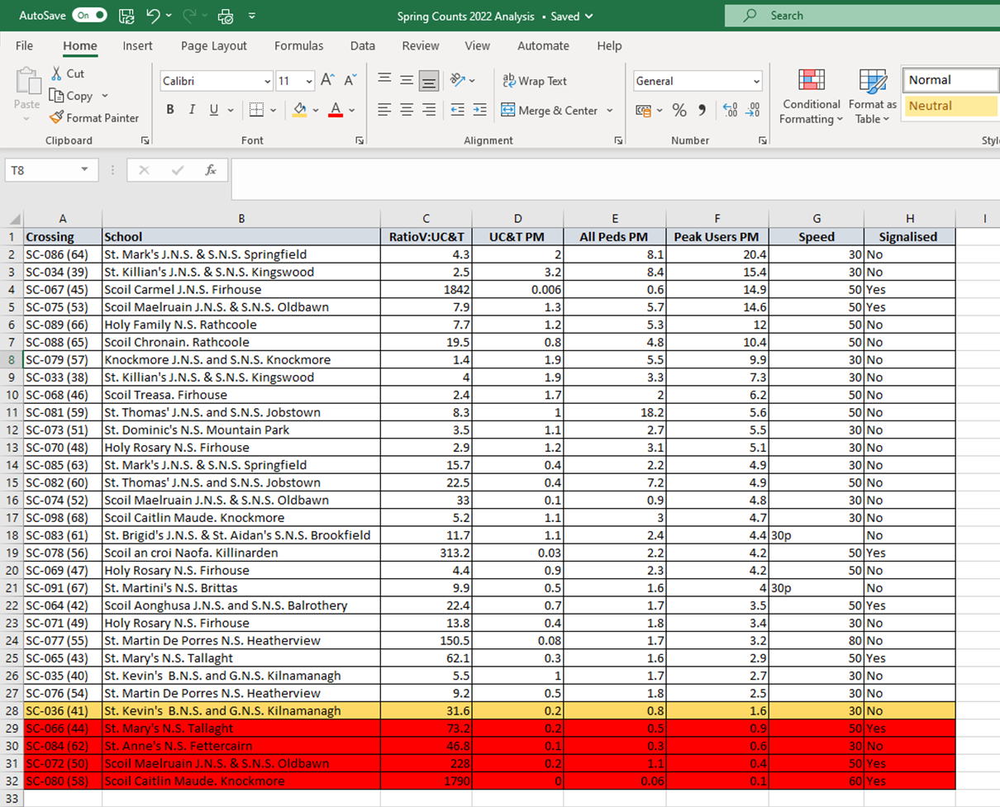 AutoSave On Spring Counts 2022 Analysis • Saved Search
File Home Insert Page Layout Formulas Data Review View Automate Help
Paste Cut Copy Format Painter Clipboard
Calibri 11 A A B I U A Font
ab Wrap Text Merge & Center Alignment
General % Number
Conditional Formatting Format as Table Normal Neutral
T8 fx
A B C D E F G H I
1 Crossing School RatioV:UC&T UC&T PM All Peds PM Peak Users PM Speed Signalised
2 SC-086 (64) St. Mark's J.N.S. & S.N.S. Springfield 4.3 2 8.1 20.4 30 No
3 SC-034 (39) St. Killian's J.N.S. & S.N.S. Kingswood 2.5 3.2 8.4 15.4 30 No
4 SC-067 (45) Scoil Carmel J.N.S. Firhouse 1842 0.006 0.6 14.9 50 Yes
5 SC-075 (53) Scoil Maelruain J.N.S. & S.N.S. Oldbawn 7.9 1.3 5.7 14.6 50 Yes
6 SC-089 (66) Holy Family N.S. Rathcoole 7.7 1.2 5.3 12 50 No
7 SC-088 (65) Scoil Chronain. Rathcoole 19.5 0.8 4.8 10.4 50 No
8 SC-079 (57) Knockmore J.N.S. and S.N.S. Knockmore 1.4 1.9 5.5 9.9 30 No
9 SC-033 (38) St. Killian's J.N.S. & S.N.S. Kingswood 4 1.9 3.3 7.3 30 No
10 SC-068 (46) Scoil Treasa. Firhouse 2.4 1.7 2 6.2 50 No
11 SC-081 (59) St. Thomas' J.N.S. and S.N.S. Jobstown 8.3 1 18.2 5.6 50 No
12 SC-073 (51) St. Dominic's N.S. Mountain Park 3.5 1.1 2.7 5.5 30 No
13 SC-070 (48) Holy Rosary N.S. Firhouse 2.9 1.2 3.1 5.1 30 No
14 SC-085 (63) St. Mark's J.N.S. & S.N.S. Springfield 15.7 0.4 2.2 4.9 30 No
15 SC-082 (60) St. Thomas' J.N.S. and S.N.S. Jobstown 22.5 0.4 7.2 4.9 50 No
16 SC-074 (52) Scoil Maelruain J.N.S. & S.N.S. Oldbawn 33 0.1 0.9 4.8 30 No
17 SC-098 (68) Scoil Caitlin Maude. Knockmore 5.2 1.1 3 4.7 30 No
18 SC-083 (61) St. Brigid's J.N.S. & St. Aidan's S.N.S. Brookfield 11.7 1.1 2.4 4.4 30p No
19 SC-078 (56) Scoil an croi Naofa. Killinarden 313.2 0.03 2.2 4.2 50 Yes
20 SC-069 (47) Holy Rosary N.S. Firhouse 4.4 0.9 2.3 4.2 50 No
21 SC-091 (67) St. Martini's N.S. Brittas 9.9 0.5 1.6 4 30p No
22 SC-064 (42) Scoil Aonghusa J.N.S. and S.N.S. Balrothery 22.4 0.7 1.7 3.5 50 Yes
23 SC-071 (49) Holy Rosary N.S. Firhouse 13.8 0.4 1.8 3.4 30 No
24 SC-077 (55) St. Martin De Porres N.S. Heatherview 150.5 0.08 1.7 3.2 80 No
25 SC-065 (43) St. Mary's N.S. Tallaght 62.1 0.3 1.6 2.9 50 Yes
26 SC-035 (40) St. Kevin's B.N.S. and G.N.S. Kilnamanagh 5.5 1 1.7 2.7 30 No
27 SC-076 (54) St. Martin De Porres N.S. Heatherview 9.2 0.5 1.8 2.5 30 No
28 SC-036 (41) St. Kevin's B.N.S. and G.N.S. Kilnamanagh 31.6 0.2 0.8 1.6 30 No
29 SC-066 (44) St. Mary's N.S. Tallaght 73.2 0.2 0.5 0.9 50 Yes
30 SC-084 (62) St. Anne's N.S. Fettercairn 46.8 0.1 0.3 0.6 30 No
31 SC-072 (50) Scoil Maelruain J.N.S. & S.N.S. Oldbawn 228 0.2 1.1 0.4 50 Yes
32 SC-080 (58) Scoil Caitlin Maude. Knockmore 1790 0 0.06 0.1 60 Yes
33